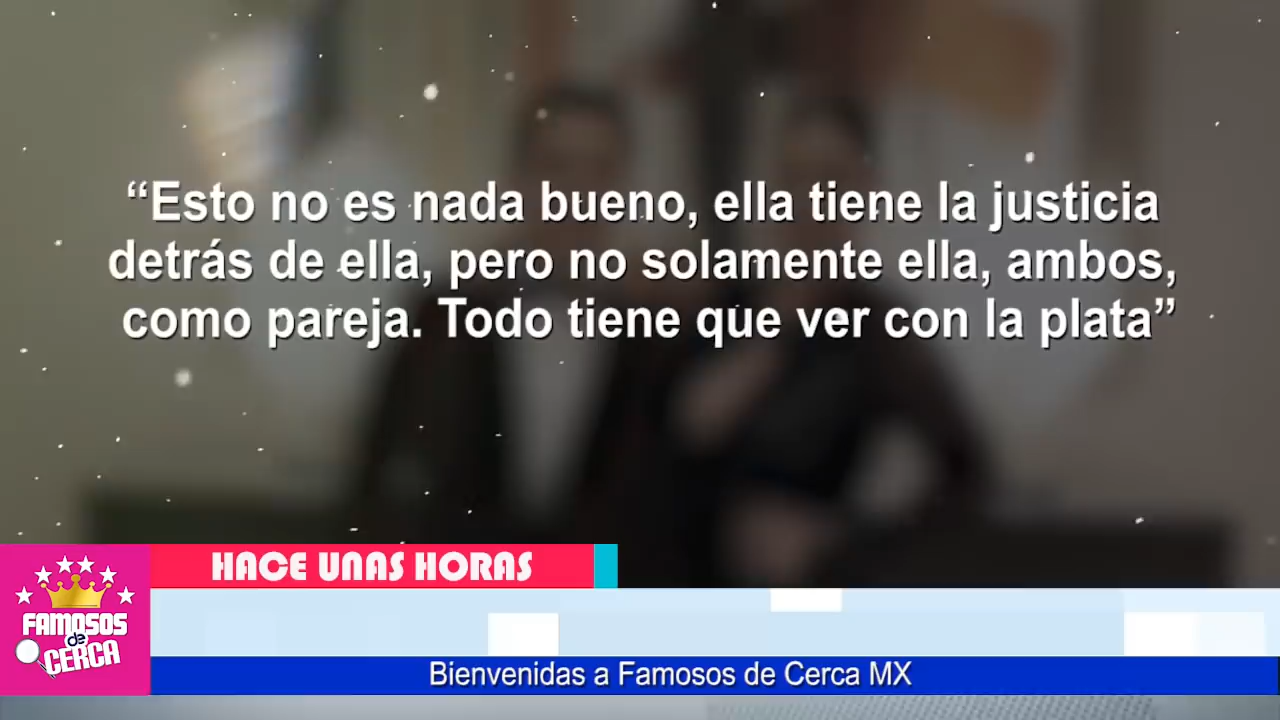 “Esto no es nada bueno, ella tiene la justicia
detrás de ella, pero no solamente ella, ambos,
como pareja. Todo tiene que ver con la plata”
HACE UNAS HORAS
FAMOSOS
de
CERCA
Bienvenidas a Famosos de Cerca MX